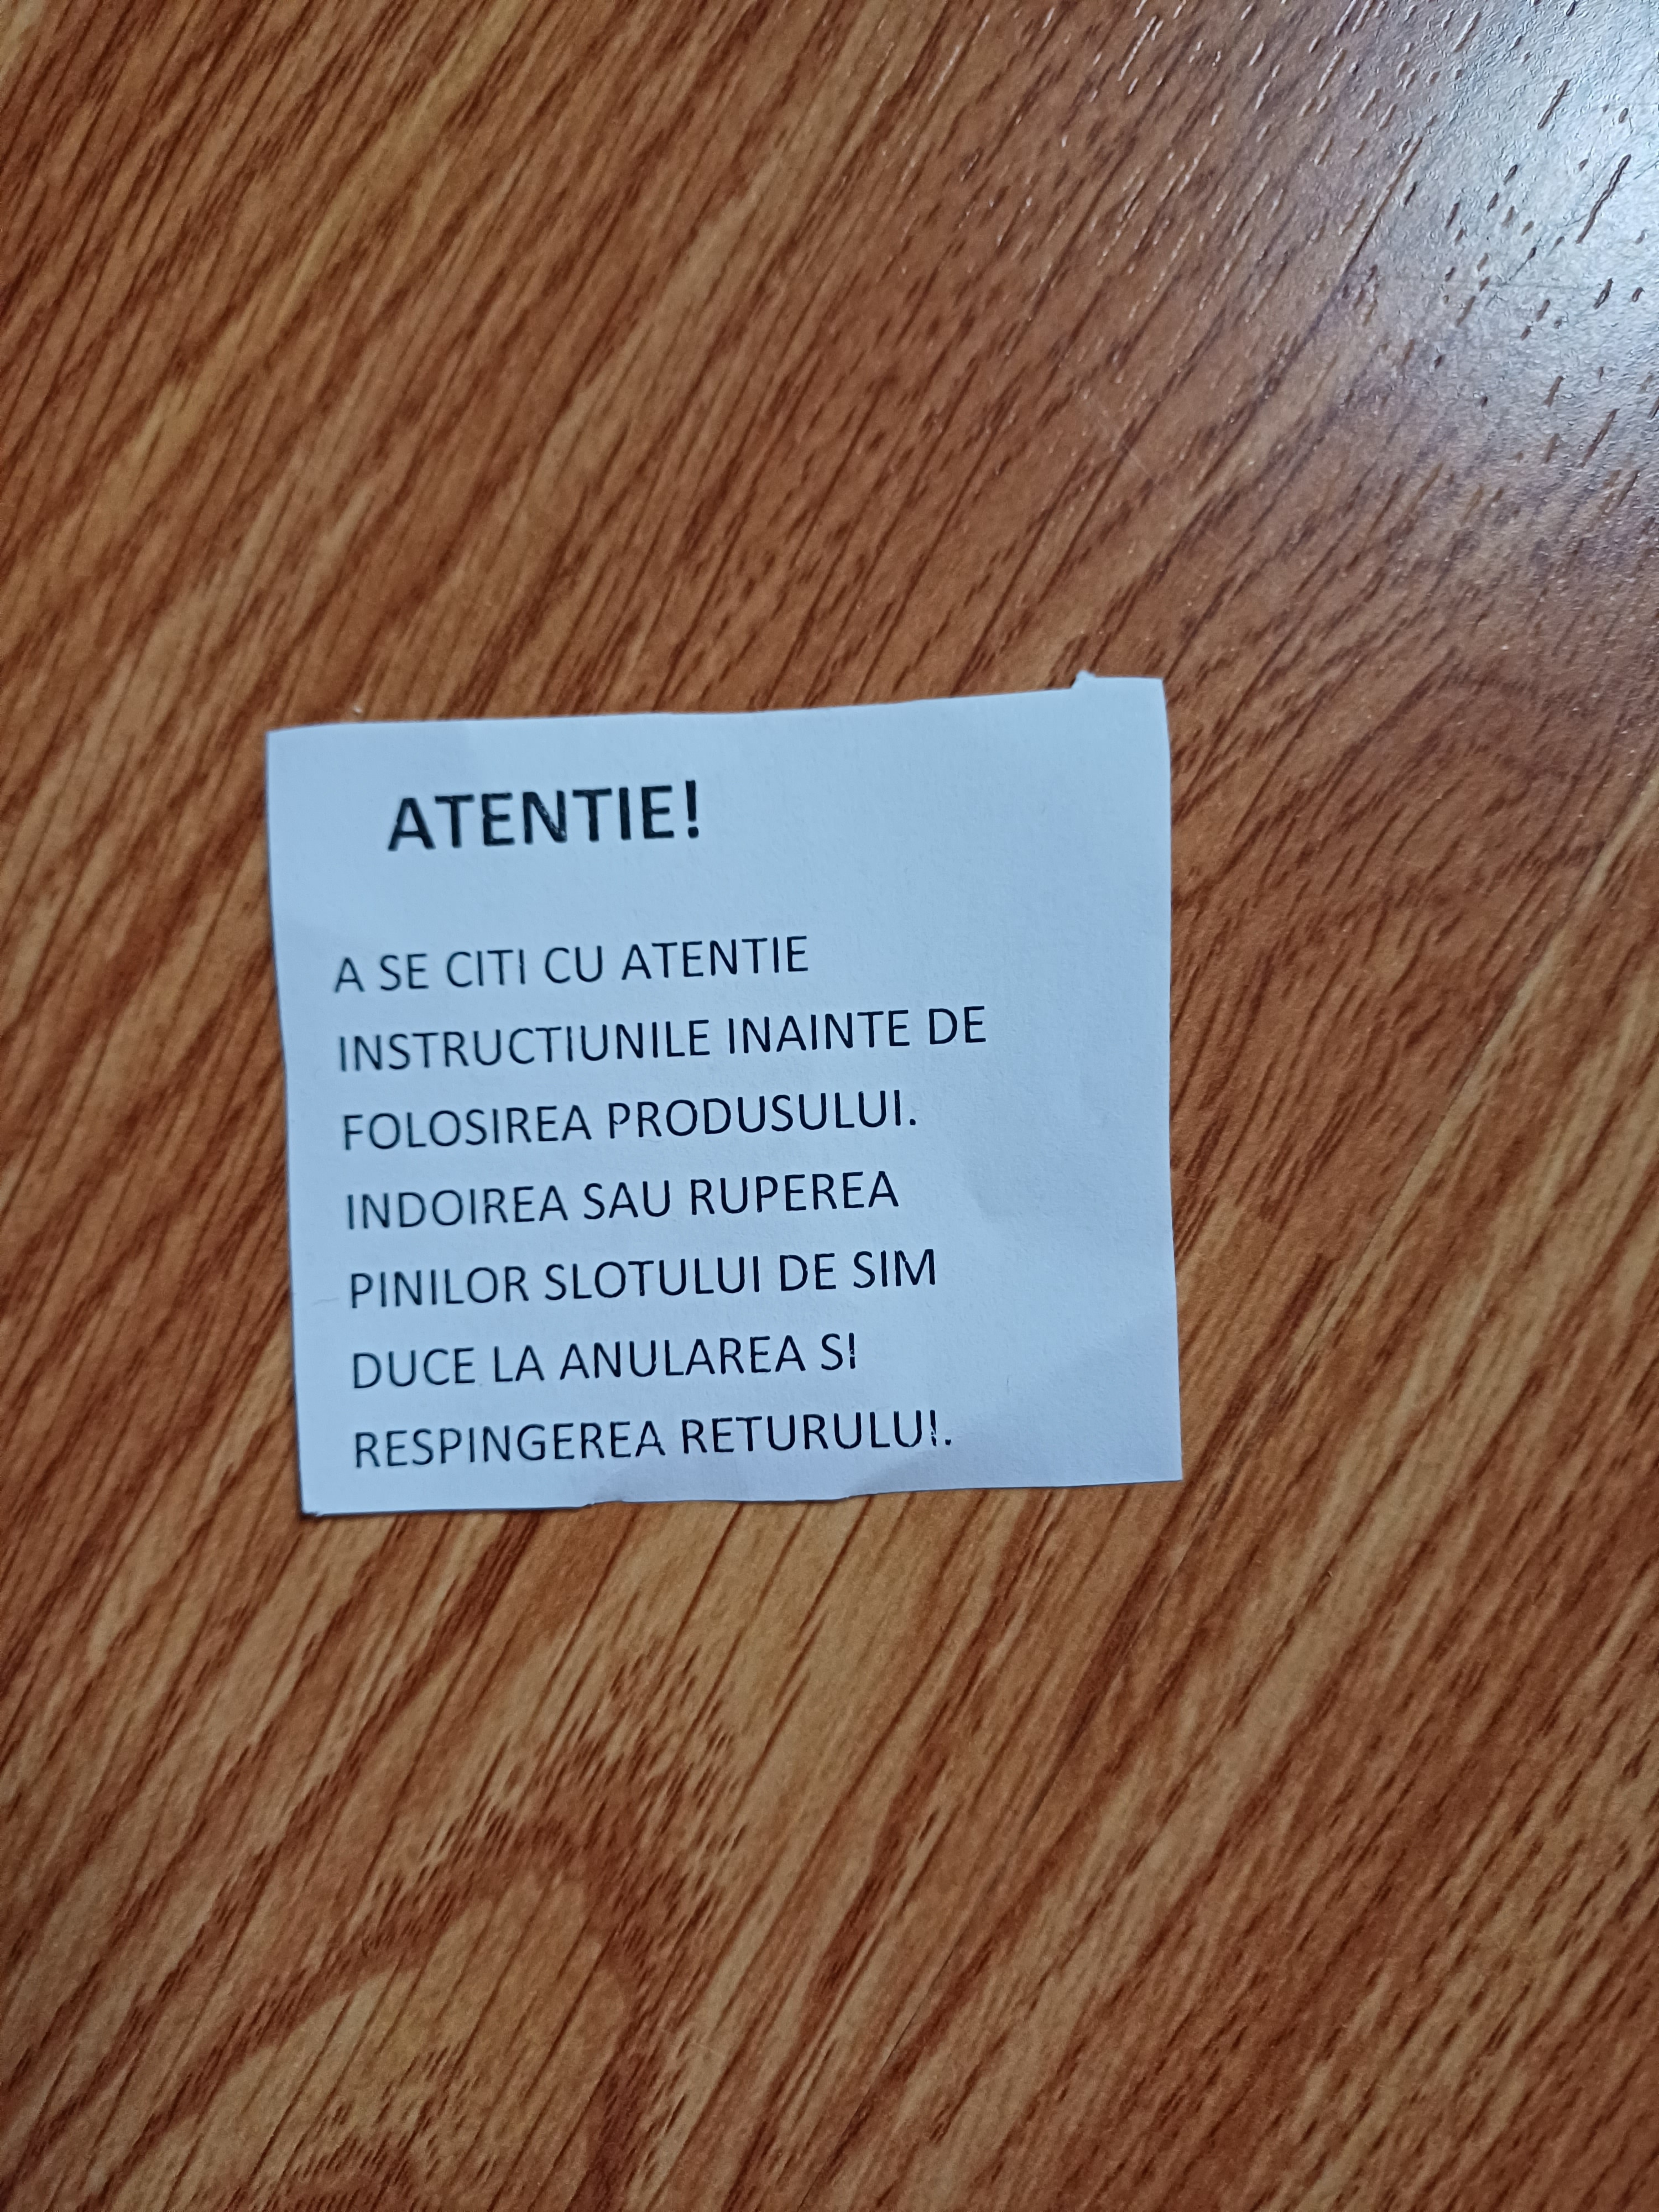 ATENTIE!
A SE CITI CU ATENTIE
INSTRUCTIUNILE INAINTE DE
FOLOSIREA PRODUSULUI.
INDOIREA SAU RUPEREA
PINILOR SLOTULUI DE SIM
DUCE LA ANULAREA SI
RESPINGEREA RETURULUI.